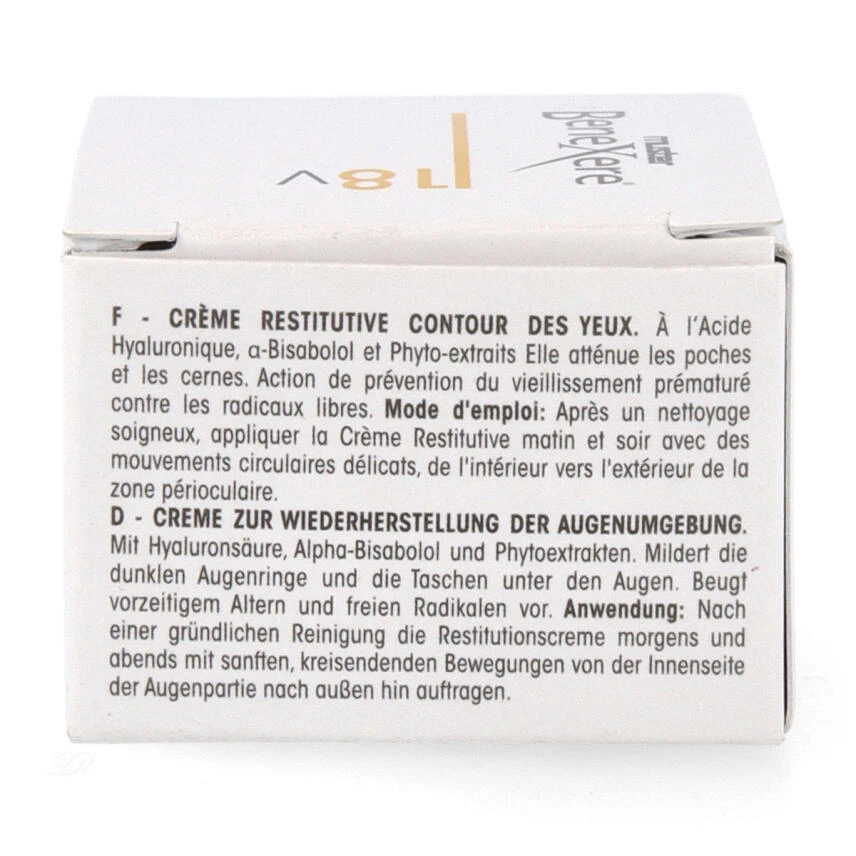 muster
BeneXere®
F - CRÈME RESTITUTIVE CONTOUR DES YEUX. À l'Acide
Hyaluronique, α-Bisabolol et Phyto-extraits Elle atténue les poches
et les cernes. Action de prévention du vieillissement prématuré
contre les radicaux libres. Mode d'emploi: Après un nettoyage
soigneux, appliquer la Crème Restitutive matin et soir avec des
mouvements circulaires délicats, de l'intérieur vers l'extérieur de la
zone périoculaire.
D - CREME ZUR WIEDERHERSTELLUNG DER AUGENUMGEBUNG.
Mit Hyaluronsäure, Alpha-Bisabolol und Phytoextrakten. Mildert die
dunklen Augenringe und die Taschen unter den Augen. Beugt
vorzeitigem Altern und freien Radikalen vor. Anwendung: Nach
einer gründlichen Reinigung die Restitutionscreme morgens und
abends mit sanften, kreisendenden Bewegungen von der Innenseite
der Augenpartie nach außen hin auftragen.